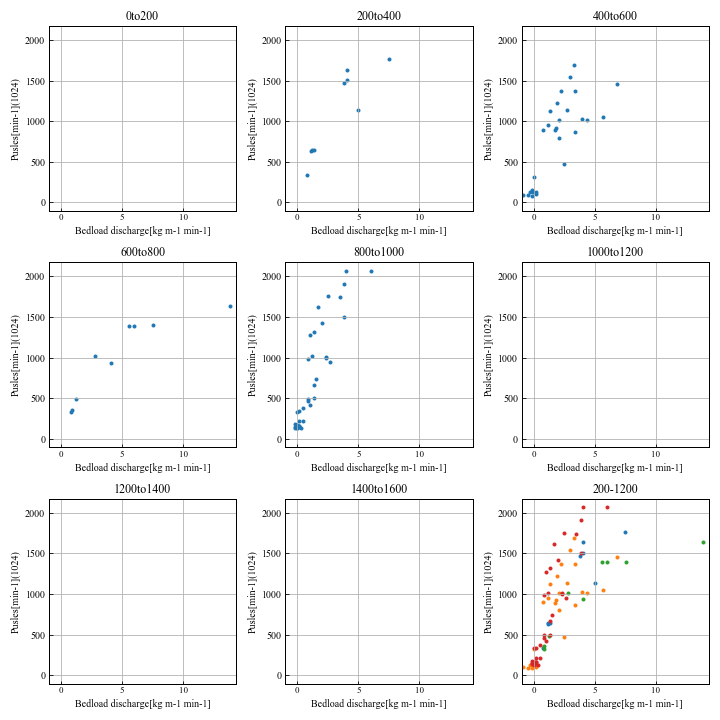 0to200 200to400 400to600
2000 2000 2000
1500 1500 1500
1000 1000 1000
500 500 500
0 0 0
Pusles[min-1](1024) Pusles[min-1](1024) Pusles[min-1](1024)
0 5 10 0 5 10 0 5 10
Bedload discharge[kg m-1 min-1] Bedload discharge[kg m-1 min-1] Bedload discharge[kg m-1 min-1]
600to800 800to1000 1000to1200
2000 2000 2000
1500 1500 1500
1000 1000 1000
500 500 500
0 0 0
Pusles[min-1](1024) Pusles[min-1](1024) Pusles[min-1](1024)
0 5 10 0 5 10 0 5 10
Bedload discharge[kg m-1 min-1] Bedload discharge[kg m-1 min-1] Bedload discharge[kg m-1 min-1]
1200to1400 1400to1600 200-1200
2000 2000 2000
1500 1500 1500
1000 1000 1000
500 500 500
0 0 0
Pusles[min-1](1024) Pusles[min-1](1024) Pusles[min-1](1024)
0 5 10 0 5 10 0 5 10
Bedload discharge[kg m-1 min-1] Bedload discharge[kg m-1 min-1] Bedload discharge[kg m-1 min-1]